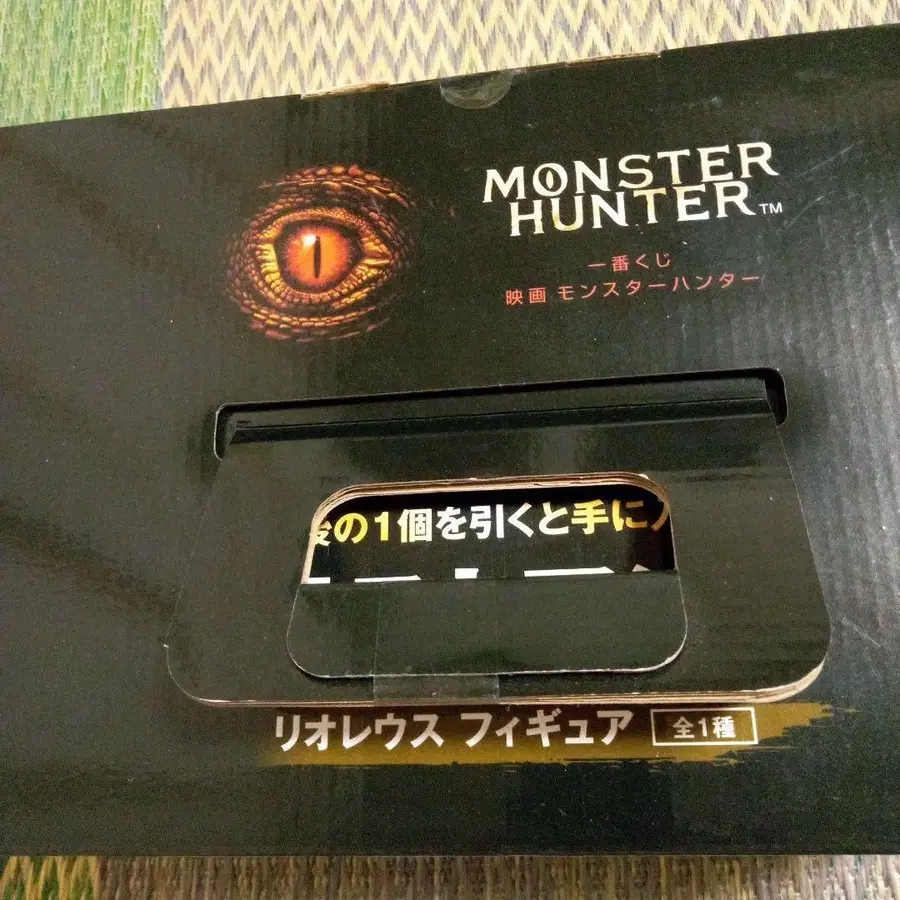 MONSTER
HUNTER™
一番くじ
映画 モンスターハンター
後の1個を引くと手に
リオレウス フィギュア 全1種